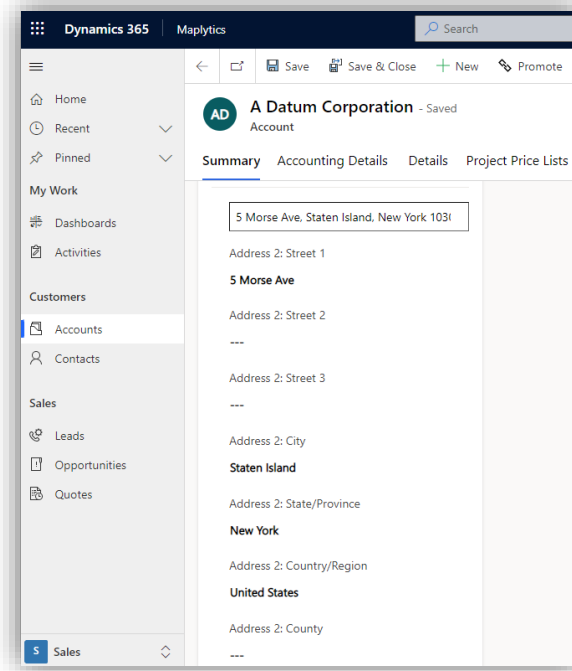 Dynamics 365 Maplytics Search
Save Save & Close New Promote
AD A Datum Corporation - Saved
Account
Summary Accounting Details Details Project Price Lists
Home
Recent
Pinned
My Work
Dashboards
Activities
Customers
Accounts
Contacts
Sales
Leads
Opportunities
Quotes
S Sales
5 Morse Ave, Staten Island, New York
Address 2: Street 1
5 Morse Ave
Address 2: Street 2
---
Address 2: Street 3
---
Address 2: City
Staten Island
Address 2: State/Province
New York
Address 2: Country/Region
United States
Address 2: County
---